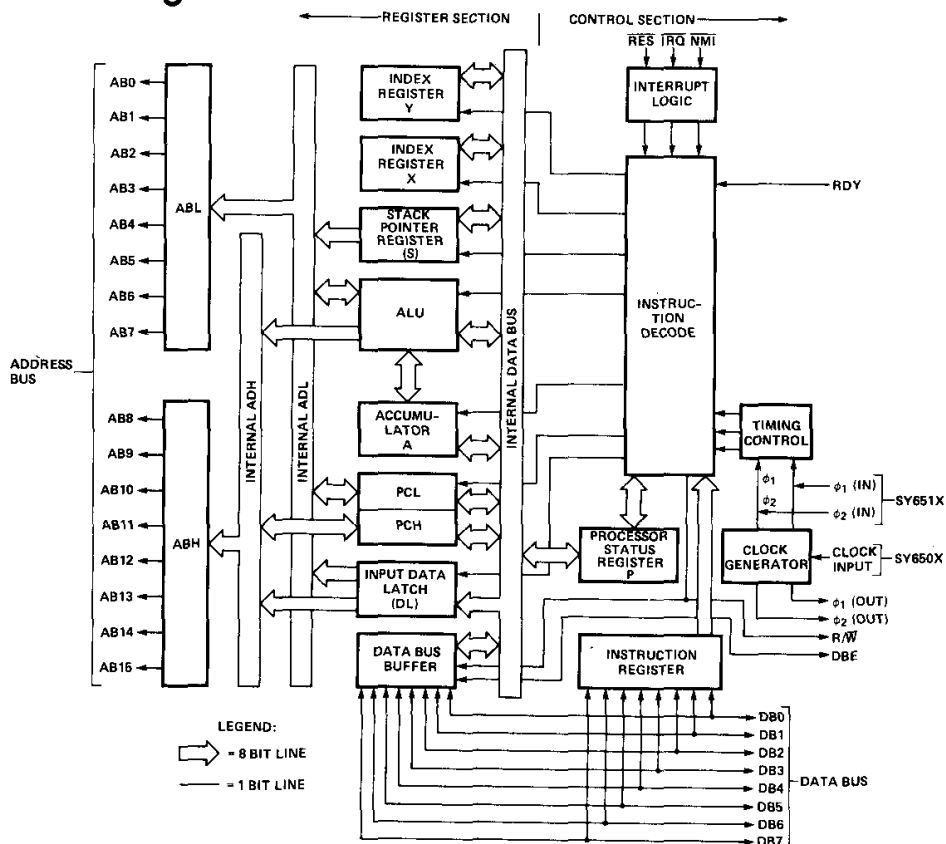 REGISTER SECTION
CONTROL SECTION
RES IRQ NMI
INTERRUPT
LOGIC
RDY
INSTRUC-
TION
DECODE
TIMING
CONTROL
ϕ1
ϕ2
ϕ1 (IN)
ϕ2 (IN)
SY651X
CLOCK
GENERATOR
CLOCK
INPUT
SY650X
ϕ1 (OUT)
ϕ2 (OUT)
R/W
DBE
ADDRESS
BUS
AB0
AB1
AB2
AB3
AB4
AB5
AB6
AB7
ABL
AB8
AB9
AB10
AB11
AB12
AB13
AB14
AB15
ABH
INTERNAL ADH
INTERNAL ADL
INDEX
REGISTER
Y
INDEX
REGISTER
X
STACK
POINTER
REGISTER
(S)
ALU
ACCUMU-
LATOR
A
PCL
PCH
INPUT DATA
LATCH
(DL)
DATA BUS
BUFFER
INTERNAL DATA BUS
PROCESSOR
STATUS
REGISTER
P
INSTRUCTION
REGISTER
LEGEND:
= 8 BIT LINE
= 1 BIT LINE
DB0
DB1
DB2
DB3
DB4
DB5
DB6
DB7
DATA BUS